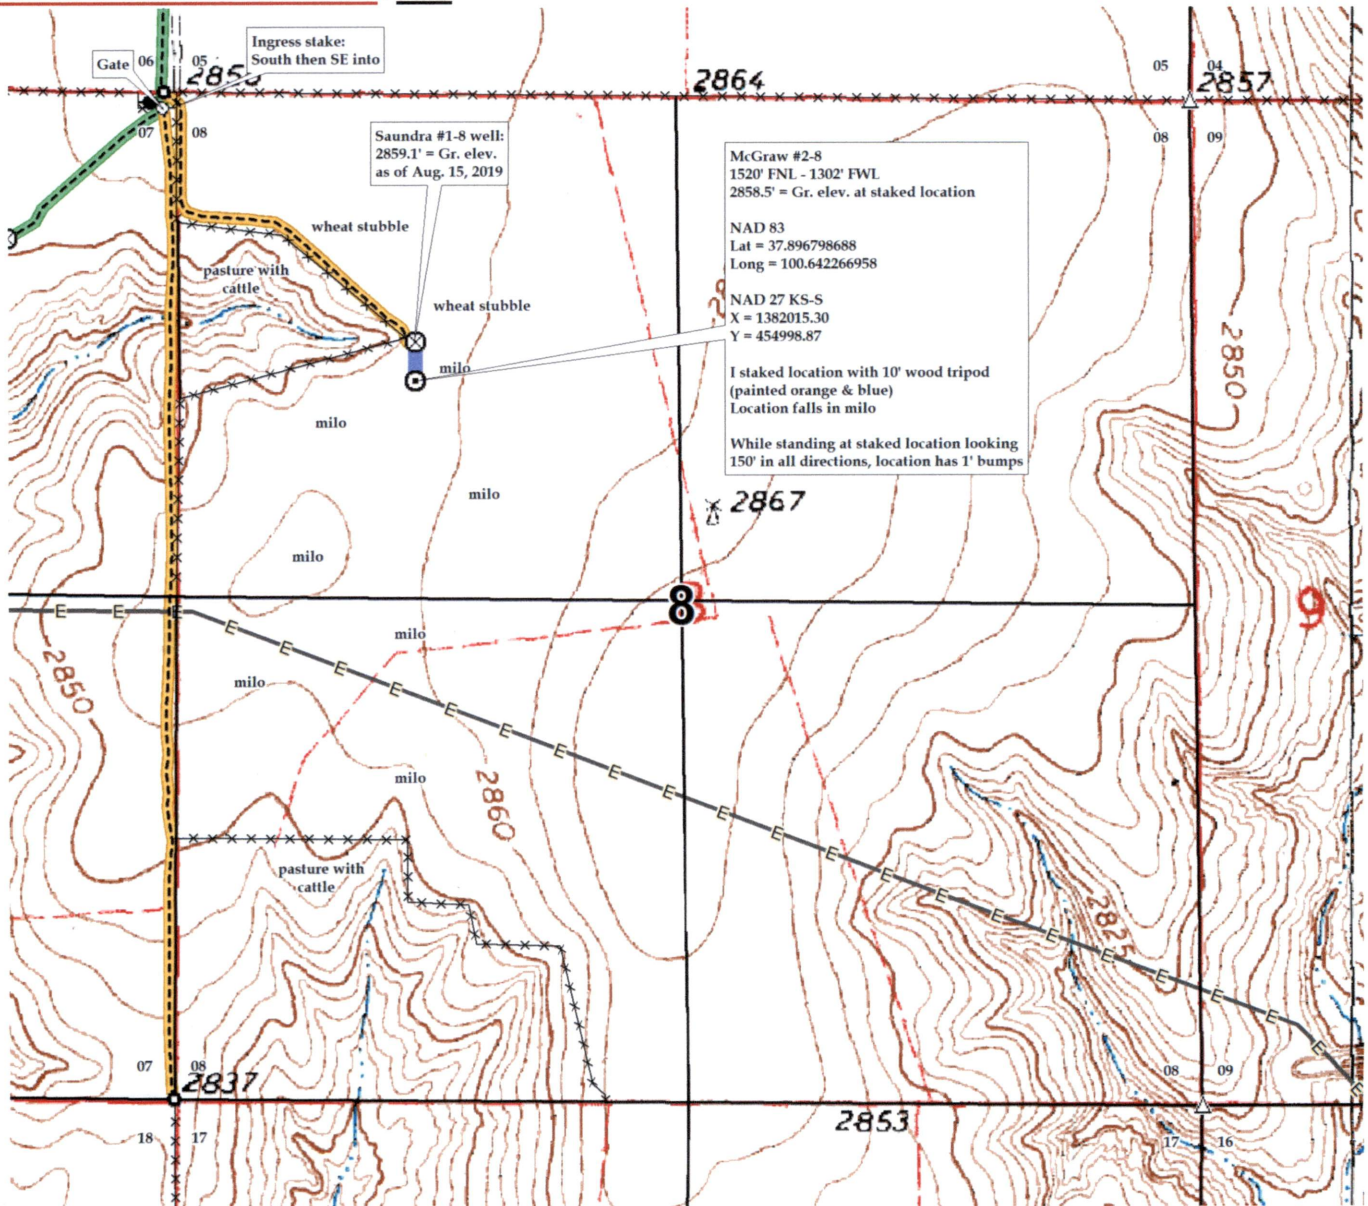 Ingress stake:
South then SE into
Gate
06
05
2856
2864
05
04
2857
07
08
08
09
Saundra #1-8 well:
2859.1' = Gr. elev.
as of Aug. 15, 2019
McGraw #2-8
1520' FNL - 1302' FWL
2858.5' = Gr. elev. at staked location
NAD 83
Lat = 37.896798688
Long = 100.642266958
NAD 27 KS-S
X = 1382015.30
Y = 454998.87
I staked location with 10' wood tripod
(painted orange & blue)
Location falls in milo
While standing at staked location looking
150' in all directions, location has 1' bumps
wheat stubble
pasture with
cattle
wheat stubble
milo
milo
milo
milo
2850
2867
8
9
E E E E E E E E E E E E E E E E E E E E E E E E E
milo
milo
2850
milo
2860
pasture with
cattle
2825
07
08
2837
08
09
2853
18
17
17
16